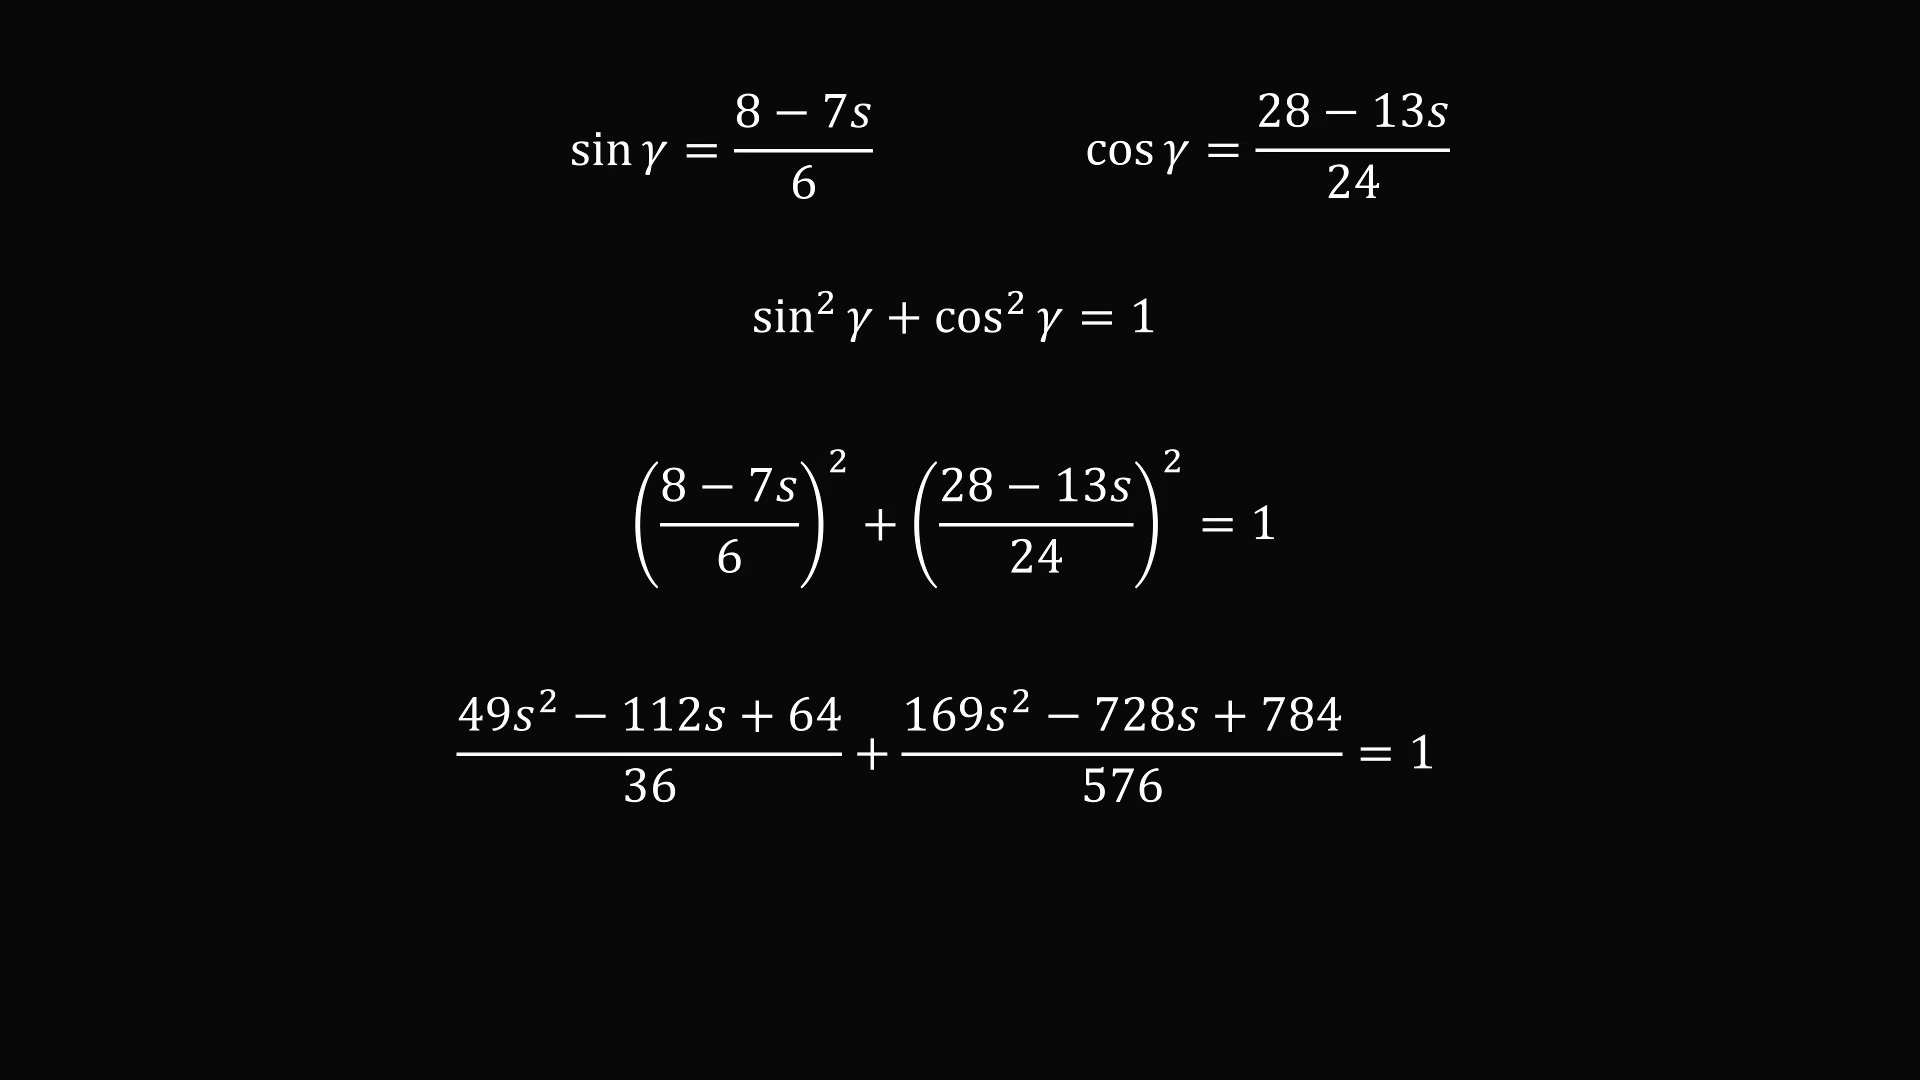 sin γ = (8 − 7s)/6    cos γ = (28 − 13s)/24
sin² γ + cos² γ = 1
((8 − 7s)/6)² + ((28 − 13s)/24)² = 1
(49s² − 112s + 64)/36 + (169s² − 728s + 784)/576 = 1